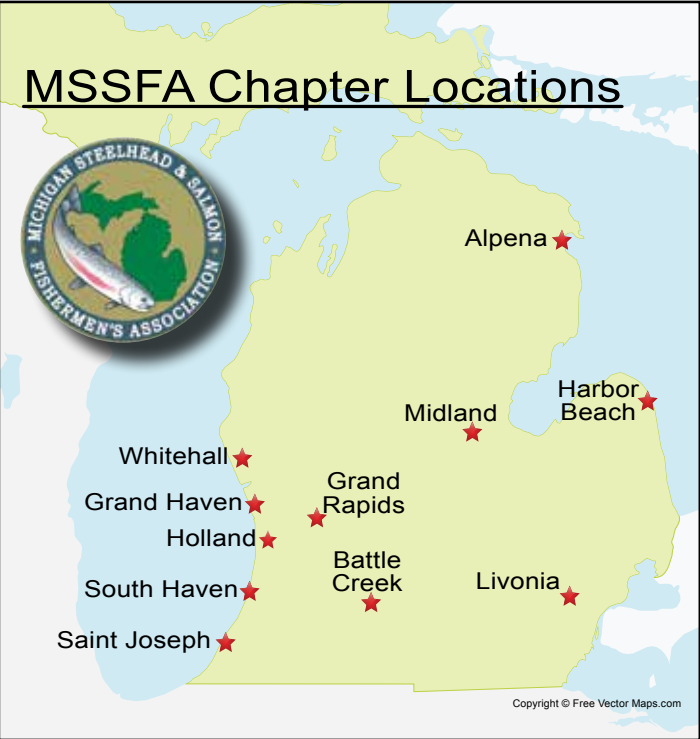 MSSFA Chapter Locations
MICHIGAN STEELHEAD & SALMON
FISHERMEN'S ASSOCIATION
Alpena
Harbor
Beach
Midland
Whitehall
Grand
Rapids
Grand Haven
Holland
Battle
Creek
Livonia
South Haven
Saint Joseph
Copyright © Free Vector Maps.com